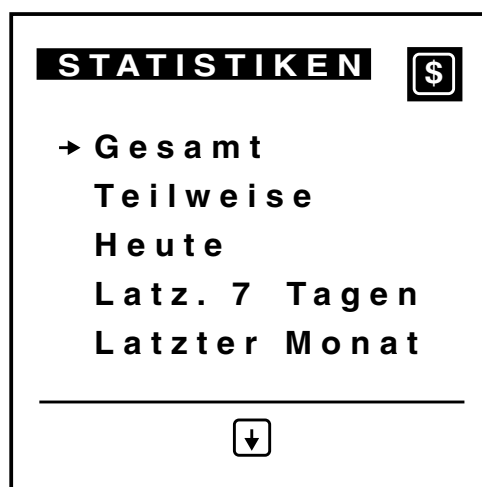 STATISTIKEN $
Gesamt
Teilweise
Heute
Latz. 7 Tagen
Latzter Monat